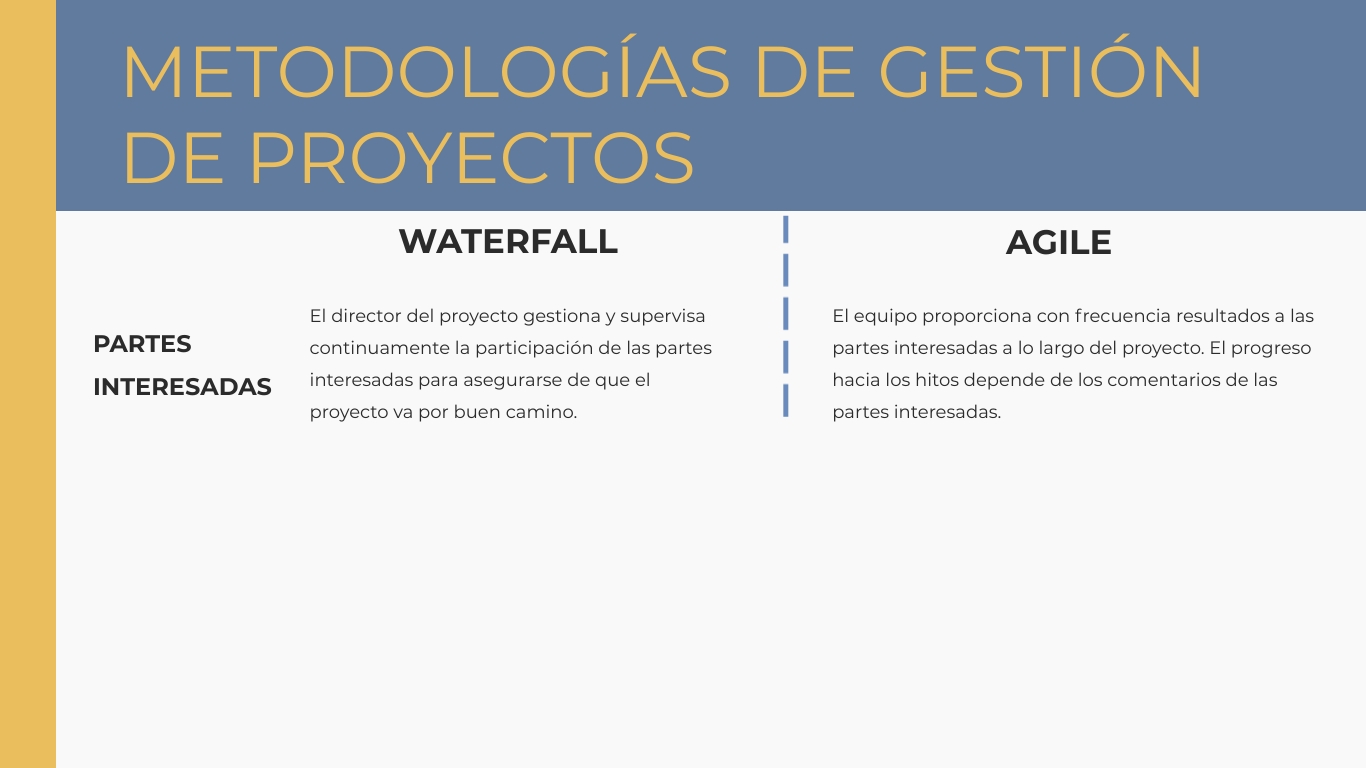 METODOLOGÍAS DE GESTIÓN
DE PROYECTOS
WATERFALL
AGILE
PARTES
INTERESADAS
El director del proyecto gestiona y supervisa
continuamente la participación de las partes
interesadas para asegurarse de que el
proyecto va por buen camino.
El equipo proporciona con frecuencia resultados a las
partes interesadas a lo largo del proyecto. El progreso
hacia los hitos depende de los comentarios de las
partes interesadas.